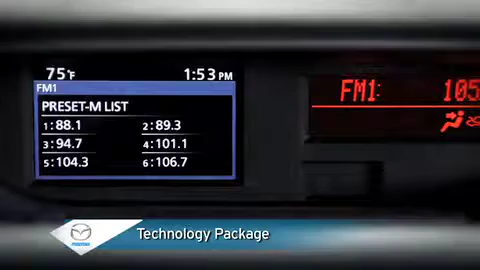 75°F 1:53 PM
FM1
PRESET-M LIST
1:88.1 2:89.3
3:94.7 4:101.1
5:104.3 6:106.7
FM1: 105
mazda
Technology Package